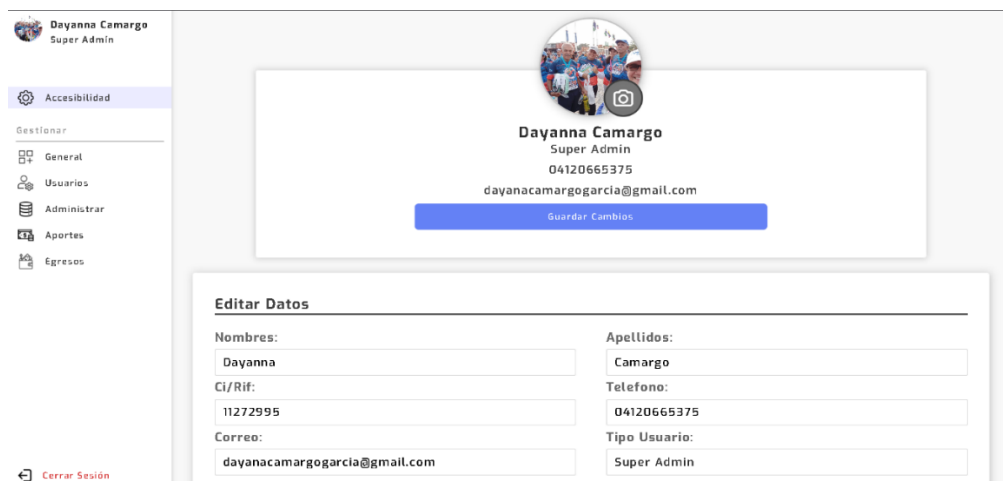 Dayanna Camargo
Super Admin
Accesibilidad
Gestionar
General
Usuarios
Administrar
Aportes
Egresos
Cerrar Sesión
Dayanna Camargo
Super Admin
04120665375
dayanacamargogarcia@gmail.com
Guardar Cambios
Editar Datos
Nombres: Apellidos:
Dayanna Camargo
Ci/Rif: Telefono:
11272995 04120665375
Correo: Tipo Usuario:
dayanacamargogarcia@gmail.com Super Admin